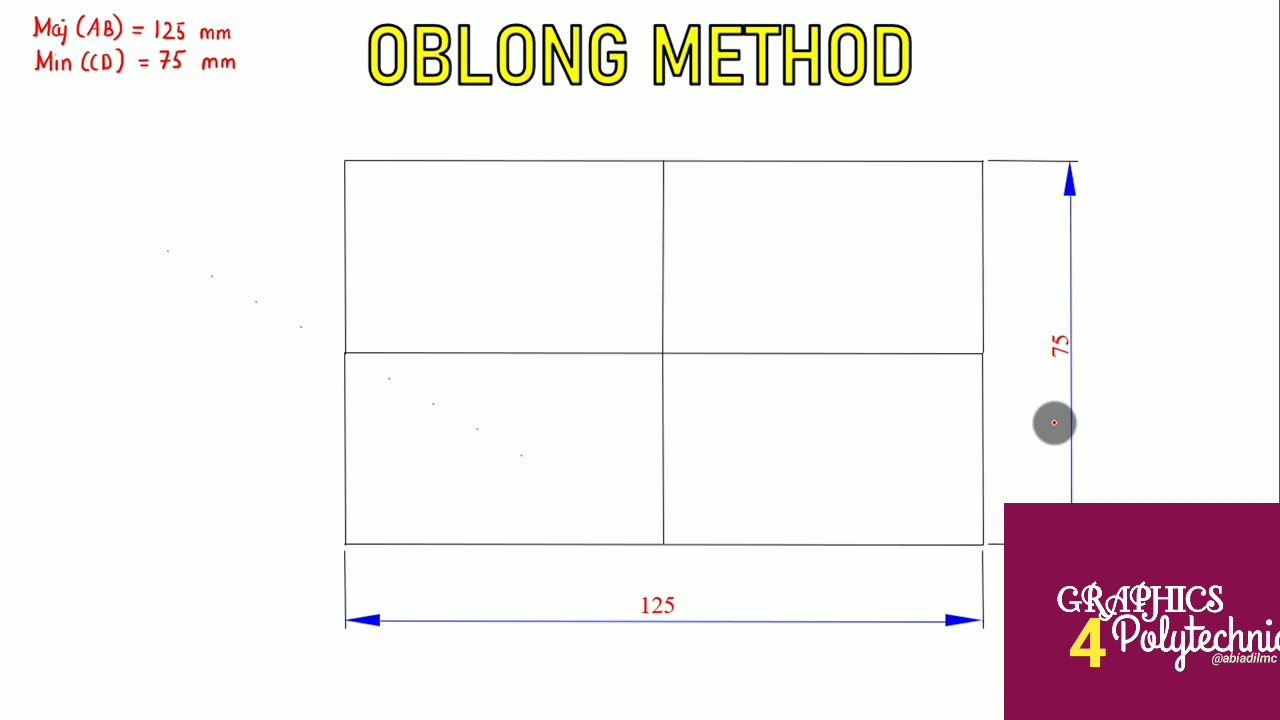 Maj (AB) = 125 mm
Min (CD) = 75 mm
OBLONG METHOD
75
125
GRAPHICS
4 Polytechnic
@abiadilmc